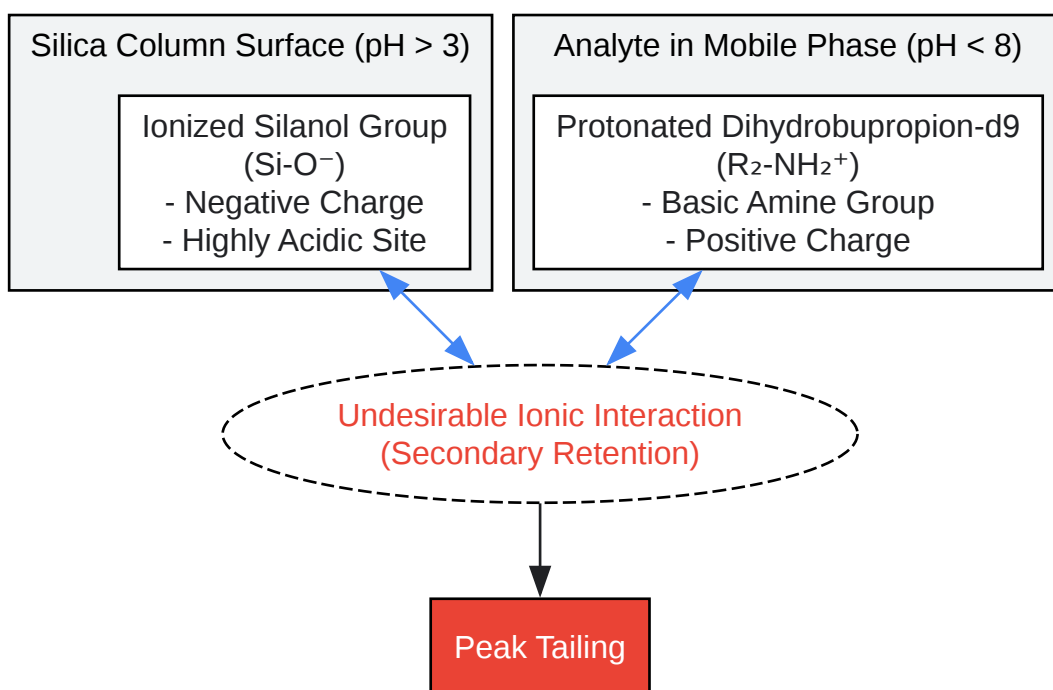 Silica Column Surface (pH > 3)
Ionized Silanol Group
(Si-O⁻)
- Negative Charge
- Highly Acidic Site
Analyte in Mobile Phase (pH < 8)
Protonated Dihydrobupropion-d9
(R₂-NH₂⁺)
- Basic Amine Group
- Positive Charge
Undesirable Ionic Interaction
(Secondary Retention)
Peak Tailing